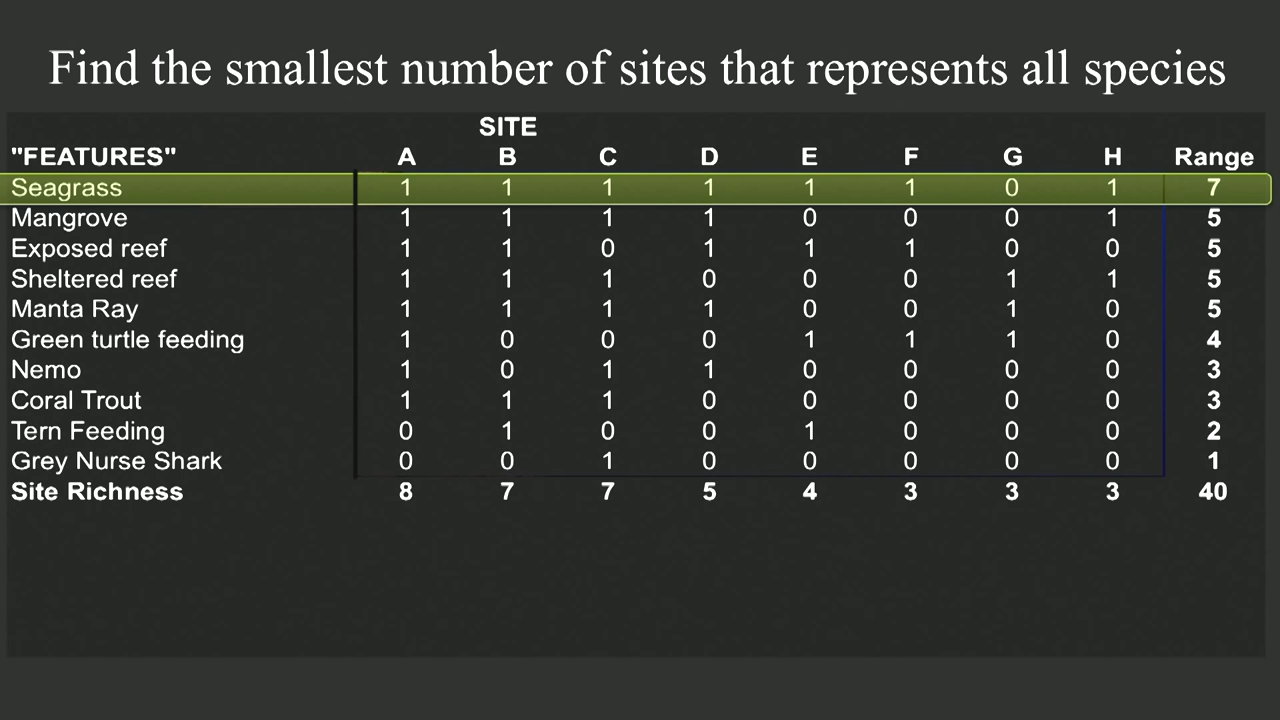 Find the smallest number of sites that represents all species
SITE
"FEATURES" A B C D E F G H Range
Seagrass 1 1 1 1 1 1 0 1 7
Mangrove 1 1 1 1 0 0 0 1 5
Exposed reef 1 1 0 1 1 1 0 0 5
Sheltered reef 1 1 1 0 0 0 1 1 5
Manta Ray 1 1 1 1 0 0 1 0 5
Green turtle feeding 1 0 0 0 1 1 1 0 4
Nemo 1 0 1 1 0 0 0 0 3
Coral Trout 1 1 1 0 0 0 0 0 3
Tern Feeding 0 1 0 0 1 0 0 0 2
Grey Nurse Shark 0 0 1 0 0 0 0 0 1
Site Richness 8 7 7 5 4 3 3 3 40